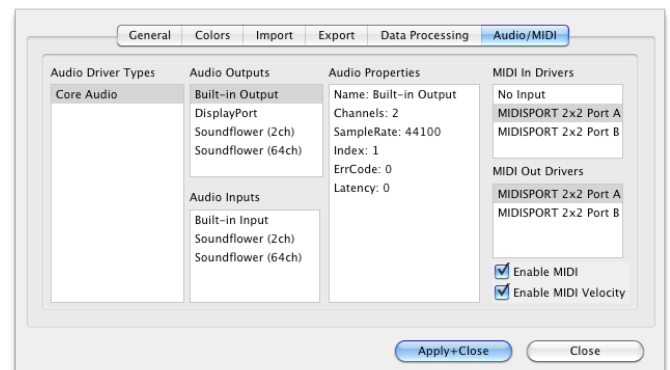 General Colors Import Export Data Processing Audio/MIDI
Audio Driver Types
Core Audio
Audio Outputs
Built-in Output
DisplayPort
Soundflower (2ch)
Soundflower (64ch)
Audio Inputs
Built-in Input
Soundflower (2ch)
Soundflower (64ch)
Audio Properties
Name: Built-in Output
Channels: 2
SampleRate: 44100
Index: 1
ErrCode: 0
Latency: 0
MIDI In Drivers
No Input
MIDISPORT 2x2 Port A
MIDISPORT 2x2 Port B
MIDI Out Drivers
MIDISPORT 2x2 Port A
MIDISPORT 2x2 Port B
Enable MIDI
Enable MIDI Velocity
Apply+Close Close